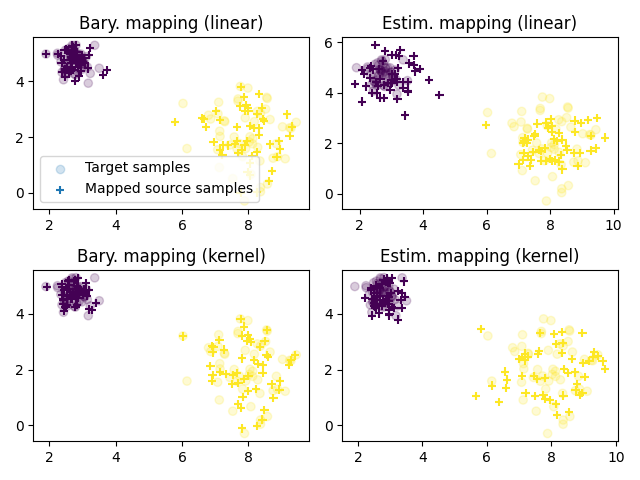 Bary. mapping (linear)
Estim. mapping (linear)
4
2
0
2 4 6 8
Target samples
Mapped source samples
6
4
2
0
2 4 6 8 10
Bary. mapping (kernel)
Estim. mapping (kernel)
4
2
0
2 4 6 8
4
2
0
2 4 6 8 10